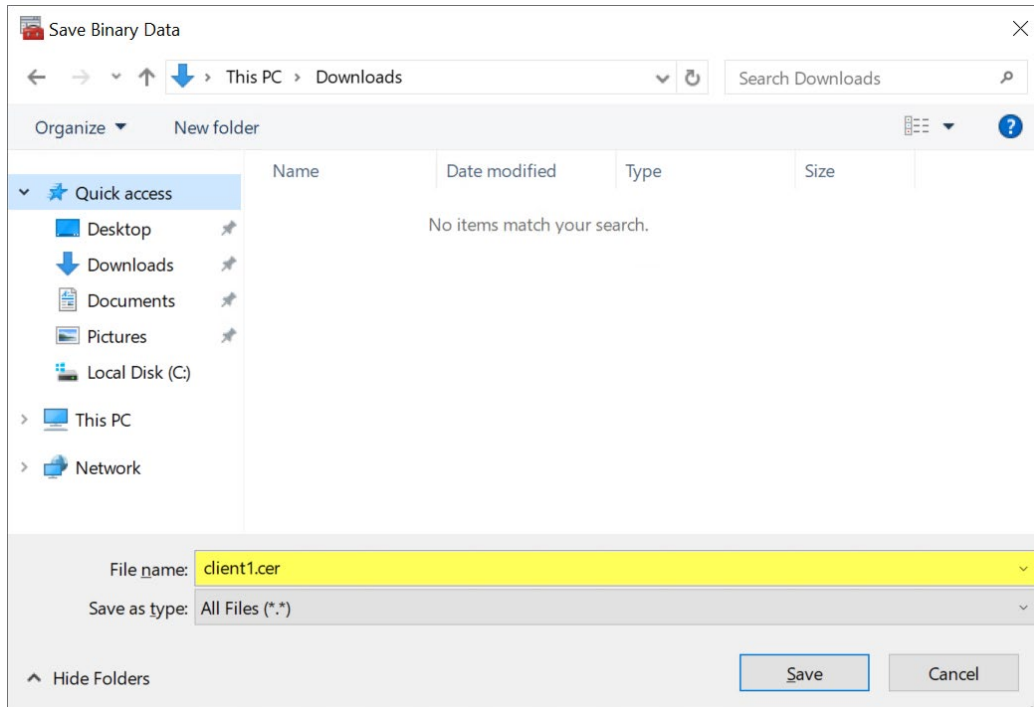 Save Binary Data
This PC > Downloads
Search Downloads
Organize
New folder
Name Date modified Type Size
Quick access
No items match your search.
Desktop
Downloads
Documents
Pictures
Local Disk (C:)
This PC
Network
File name: client1.cer
Save as type: All Files (*.*)
Hide Folders
Save
Cancel